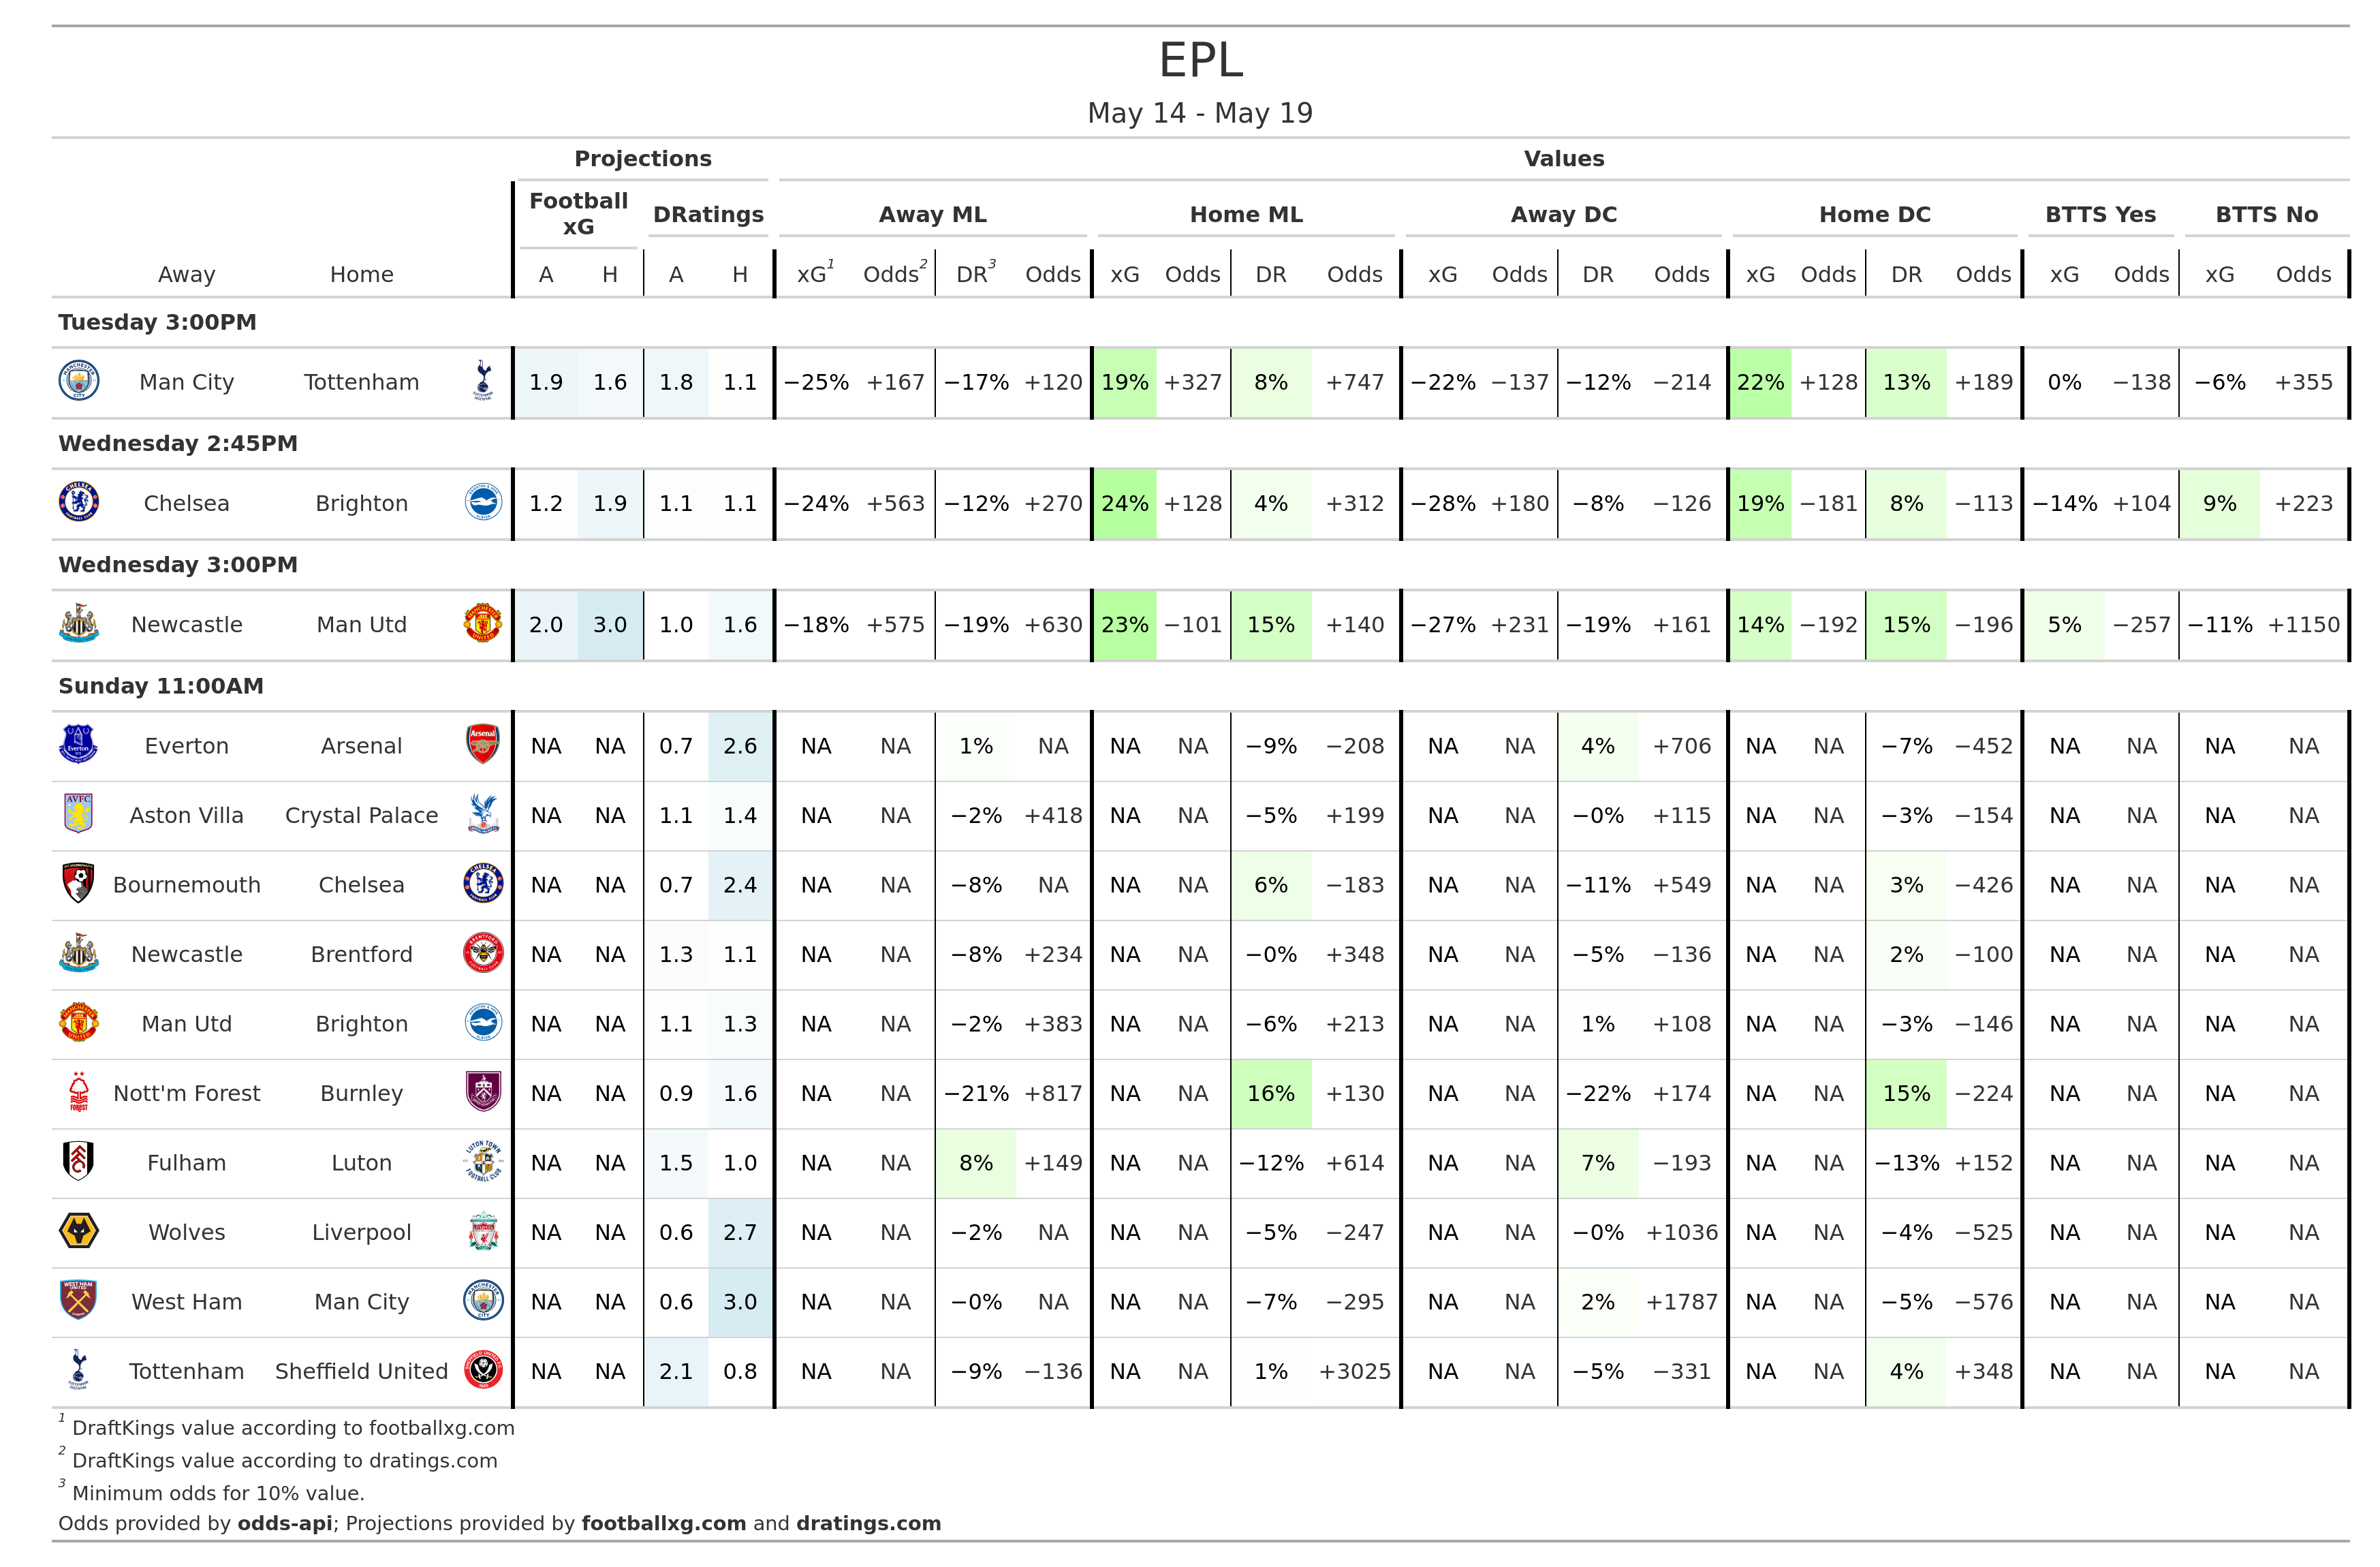 EPL
May 14 - May 19
Projections Values
Football xG DRatings Away ML Home ML Away DC Home DC BTTS Yes BTTS No
Away Home A H A H xG1 Odds2 DR3 Odds xG Odds DR Odds xG Odds DR Odds xG Odds DR Odds xG Odds xG Odds
Tuesday 3:00PM
Man City Tottenham 1.9 1.6 1.8 1.1 −25% +167 −17% +120 19% +327 8% +747 −22% −137 −12% −214 22% +128 13% +189 0% −138 −6% +355
Wednesday 2:45PM
Chelsea Brighton 1.2 1.9 1.1 1.1 −24% +563 −12% +270 24% +128 4% +312 −28% +180 −8% −126 19% −181 8% −113 −14% +104 9% +223
Wednesday 3:00PM
Newcastle Man Utd 2.0 3.0 1.0 1.6 −18% +575 −19% +630 23% −101 15% +140 −27% +231 −19% +161 14% −192 15% −196 5% −257 −11% +1150
Sunday 11:00AM
Everton Arsenal NA NA 0.7 2.6 NA NA 1% NA NA NA −9% −208 NA NA 4% +706 NA NA −7% −452 NA NA NA NA
Aston Villa Crystal Palace NA NA 1.1 1.4 NA NA −2% +418 NA NA −5% +199 NA NA −0% +115 NA NA −3% −154 NA NA NA NA
Bournemouth Chelsea NA NA 0.7 2.4 NA NA −8% NA NA NA 6% −183 NA NA −11% +549 NA NA 3% −426 NA NA NA NA
Newcastle Brentford NA NA 1.3 1.1 NA NA −8% +234 NA NA −0% +348 NA NA −5% −136 NA NA 2% −100 NA NA NA NA
Man Utd Brighton NA NA 1.1 1.3 NA NA −2% +383 NA NA −6% +213 NA NA 1% +108 NA NA −3% −146 NA NA NA NA
Nott'm Forest Burnley NA NA 0.9 1.6 NA NA −21% +817 NA NA 16% +130 NA NA −22% +174 NA NA 15% −224 NA NA NA NA
Fulham Luton NA NA 1.5 1.0 NA NA 8% +149 NA NA −12% +614 NA NA 7% −193 NA NA −13% +152 NA NA NA NA
Wolves Liverpool NA NA 0.6 2.7 NA NA −2% NA NA NA −5% −247 NA NA −0% +1036 NA NA −4% −525 NA NA NA NA
West Ham Man City NA NA 0.6 3.0 NA NA −0% NA NA NA −7% −295 NA NA 2% +1787 NA NA −5% −576 NA NA NA NA
Tottenham Sheffield United NA NA 2.1 0.8 NA NA −9% −136 NA NA 1% +3025 NA NA −5% −331 NA NA 4% +348 NA NA NA NA
1 DraftKings value according to footballxg.com
2 DraftKings value according to dratings.com
3 Minimum odds for 10% value.
Odds provided by odds-api; Projections provided by footballxg.com and dratings.com